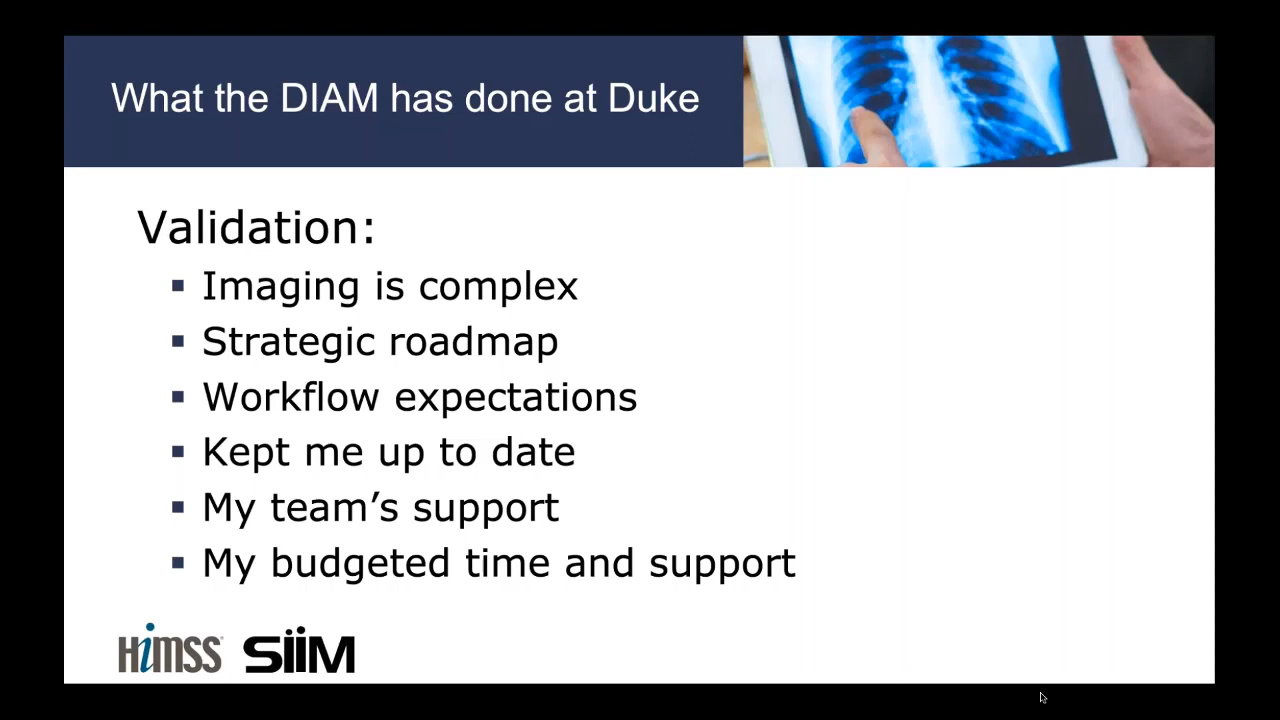 What the DIAM has done at Duke
Validation:
Imaging is complex
Strategic roadmap
Workflow expectations
Kept me up to date
My team’s support
My budgeted time and support
HiMSS SiiM